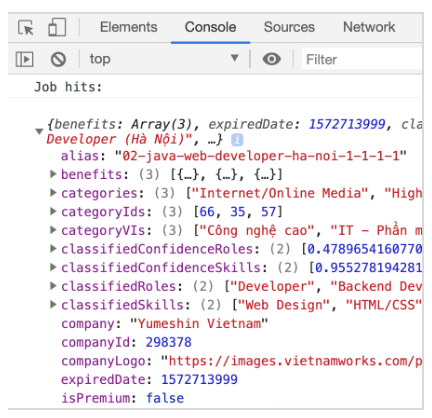 Elements Console Sources Network
top Filter
Job hits:
{benefits: Array(3), expiredDate: 1572713999, cla
Developer (Hà Nội)", …}
alias: "02-java-web-developer-ha-noi-1-1-1-1"
benefits: (3) [{…}, {…}, {…}]
categories: (3) ["Internet/Online Media", "High
categoryIds: (3) [66, 35, 57]
categoryVIs: (3) ["Công nghệ cao", "IT - Phần m
classifiedConfidenceRoles: (2) [0.4789654160770
classifiedConfidenceSkills: (2) [0.955278194281
classifiedRoles: (2) ["Developer", "Backend Dev
classifiedSkills: (2) ["Web Design", "HTML/CSS"
company: "Yumeshin Vietnam"
companyId: 298378
companyLogo: "https://images.vietnamworks.com/p
expiredDate: 1572713999
isPremium: false